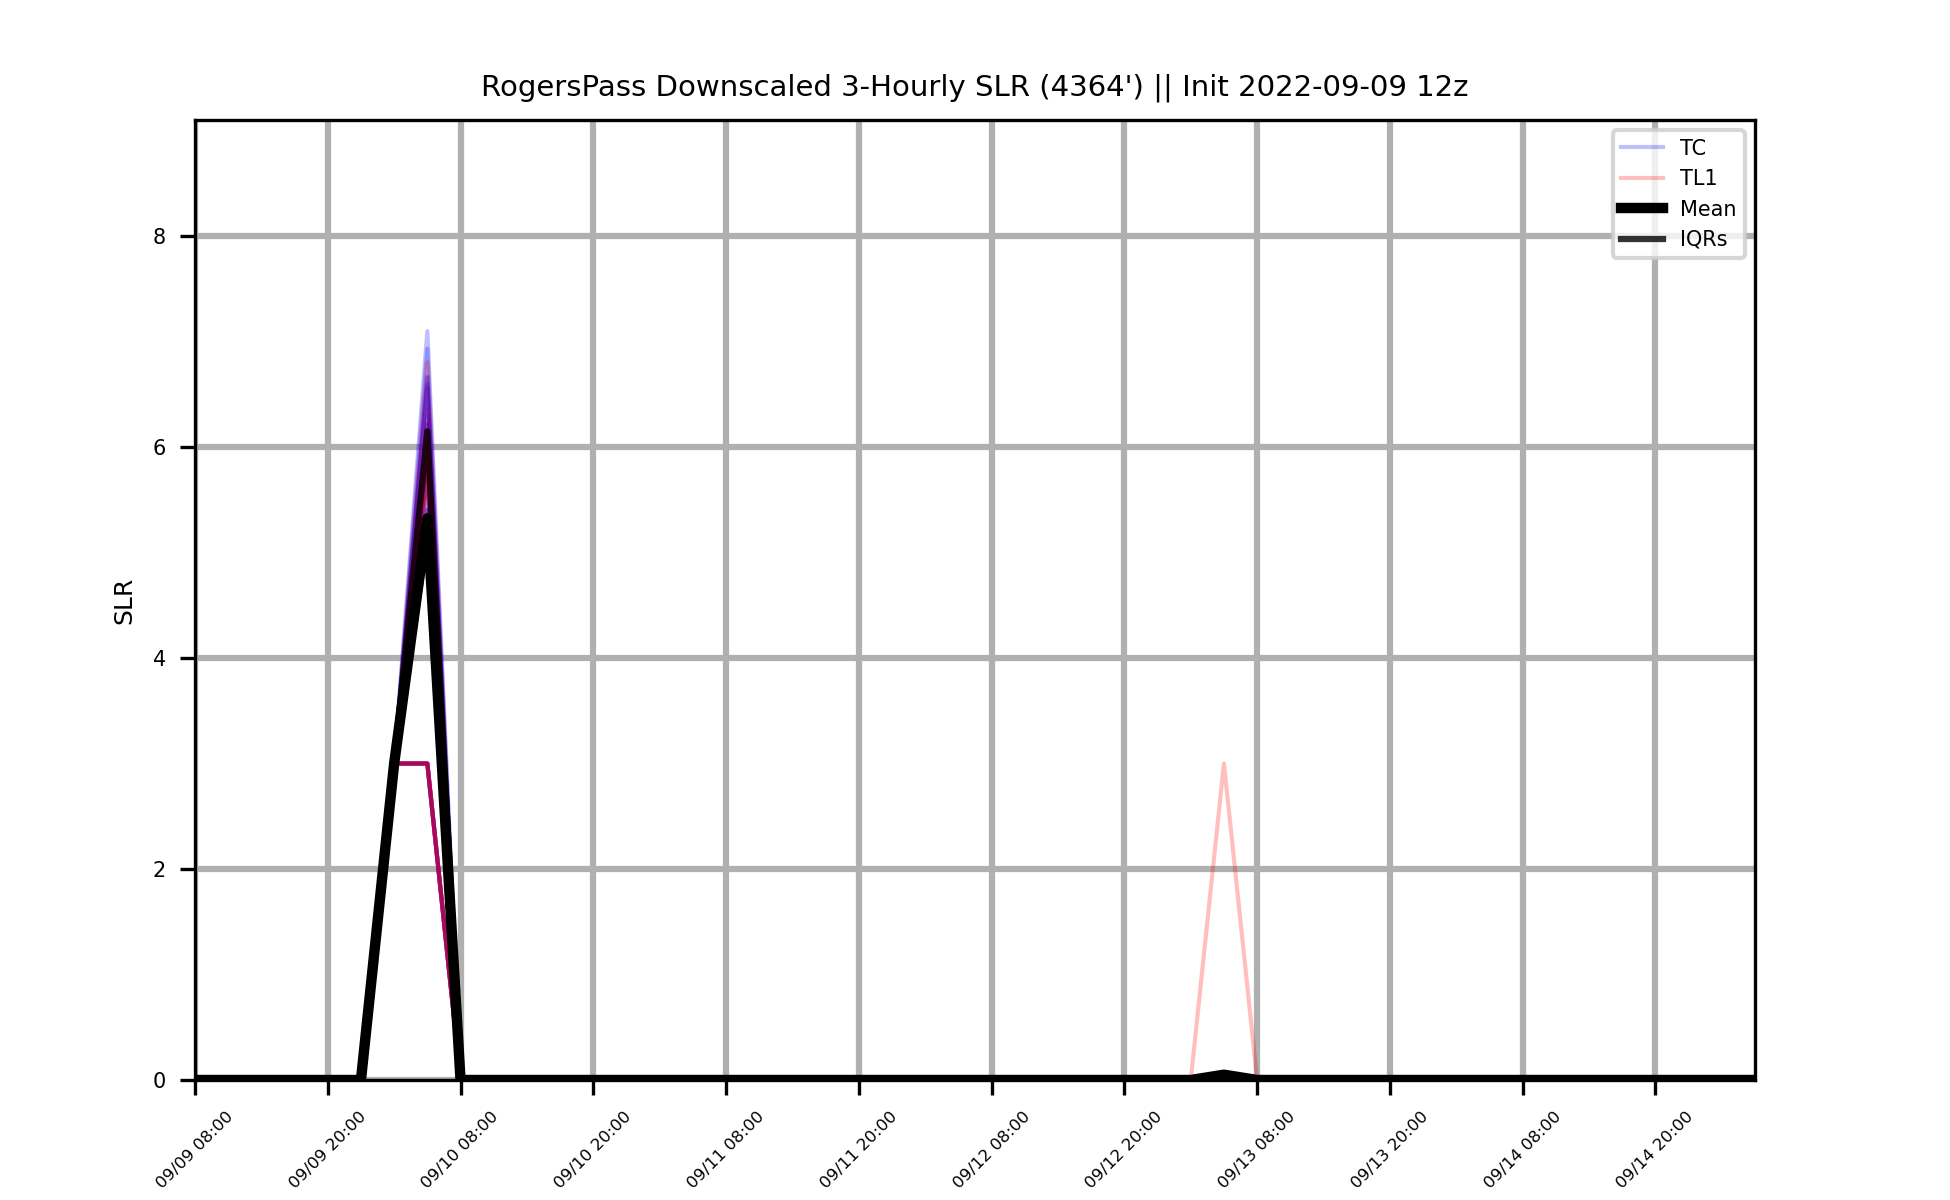 RogersPass Downscaled 3-Hourly SLR (4364') || Init 2022-09-09 12z
TC
TL1
Mean
IQRs
SLR
8
6
4
2
0
09/09 08:00
09/09 20:00
09/10 08:00
09/10 20:00
09/11 08:00
09/11 20:00
09/12 08:00
09/12 20:00
09/13 08:00
09/13 20:00
09/14 08:00
09/14 20:00